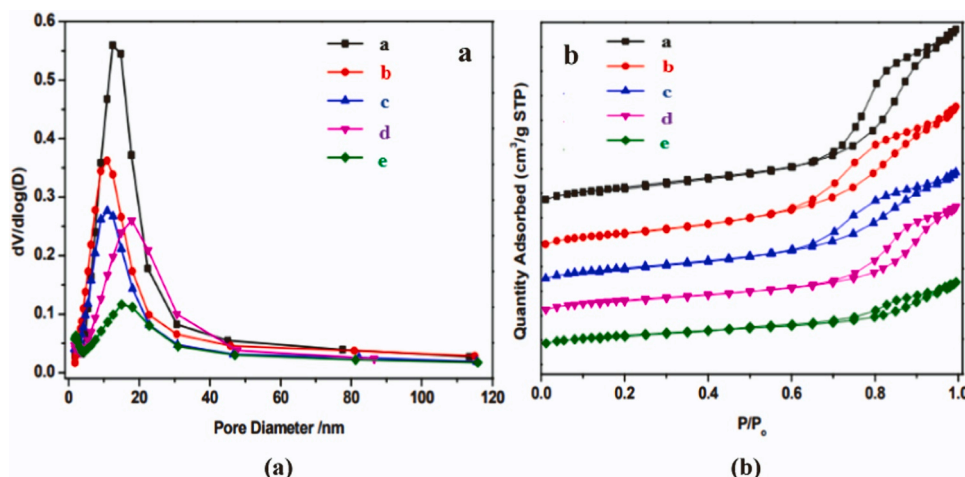 0.6
0.5
0.4
0.3
0.2
0.1
0.0
dV/dlog(D)
a
b
c
d
e
a
0 20 40 60 80 100 120
Pore Diameter /nm
(a)
Quantity Adsorbed (cm³/g STP)
b
a
b
c
d
e
0.0 0.2 0.4 0.6 0.8 1.0
P/Pₒ
(b)